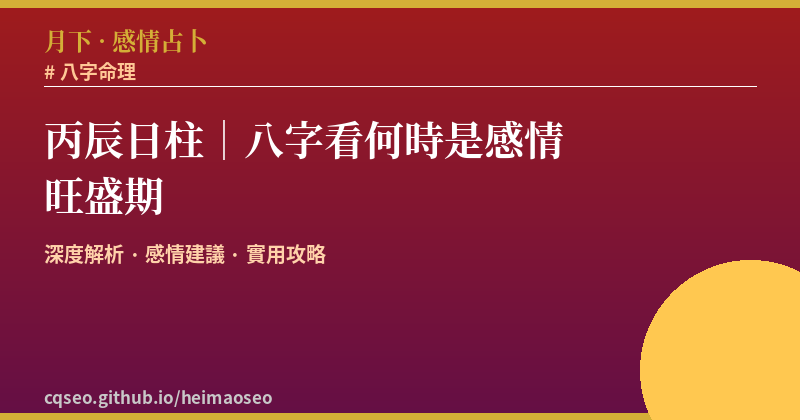 月下 · 感情占卜
# 八字命理
丙辰日柱｜八字看何時是感情
旺盛期
深度解析 · 感情建議 · 實用攻略
cqseo.github.io/heimaoseo